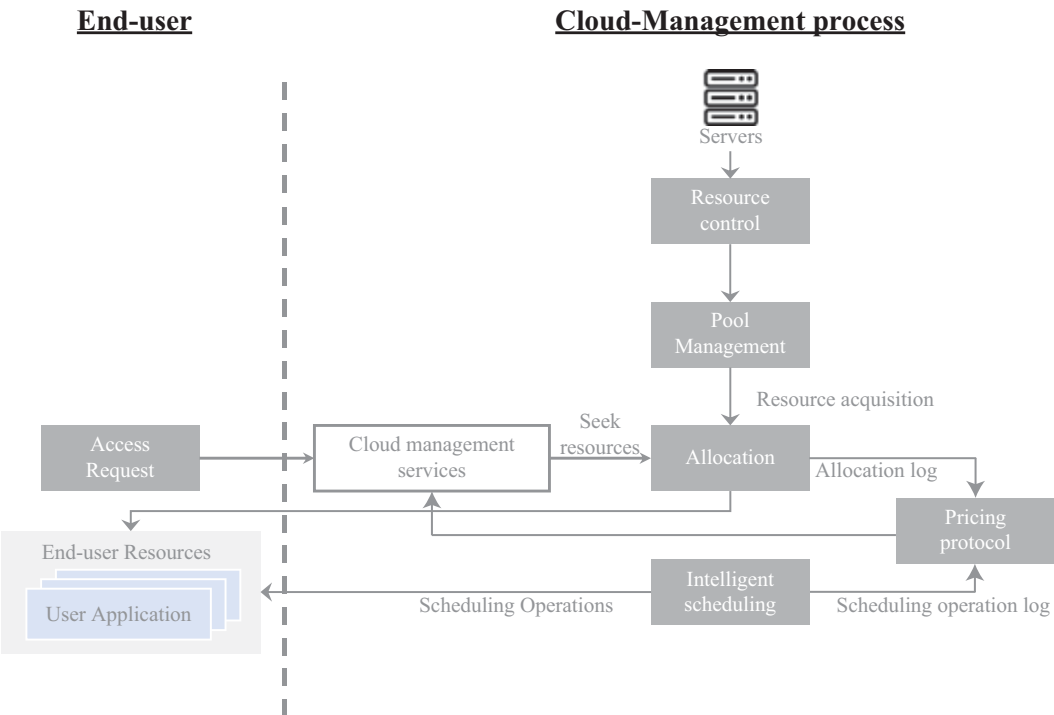 End-user
Cloud-Management process
Servers
Resource
control
Pool
Management
Resource acquisition
Access
Request
Cloud management
services
Seek
resources
Allocation
Allocation log
Pricing
protocol
End-user Resources
User Application
Scheduling Operations
Intelligent
scheduling
Scheduling operation log